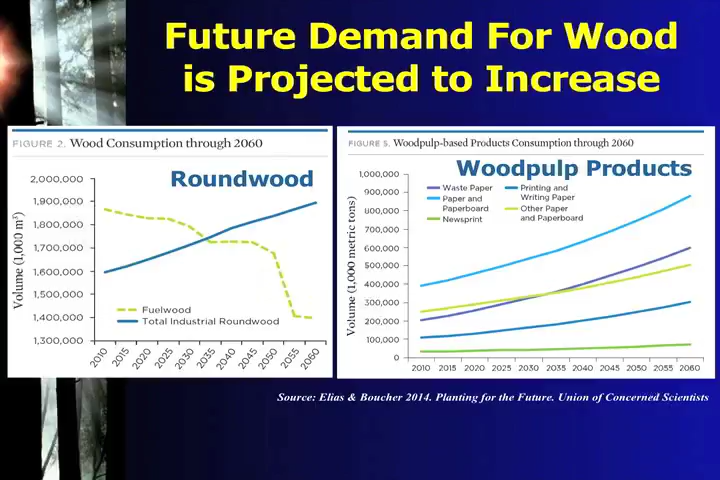 Future Demand For Wood
is Projected to Increase
FIGURE 2. Wood Consumption through 2060
Roundwood
Volume (1,000 m³)
2,000,000
1,900,000
1,800,000
1,700,000
1,600,000
1,500,000
1,400,000
1,300,000
Fuelwood
Total Industrial Roundwood
2010 2015 2020 2025 2030 2035 2040 2045 2050 2055 2060
FIGURE 5. Woodpulp-based Products Consumption through 2060
Woodpulp Products
Volume (1,000 metric tons)
1,000,000
900,000
800,000
700,000
600,000
500,000
400,000
300,000
200,000
100,000
0
Waste Paper
Paper and
Paperboard
Newsprint
Printing and
Writing Paper
Other Paper
and Paperboard
2010 2015 2020 2025 2030 2035 2040 2045 2050 2055 2060
Source: Elias & Boucher 2014. Planting for the Future. Union of Concerned Scientists